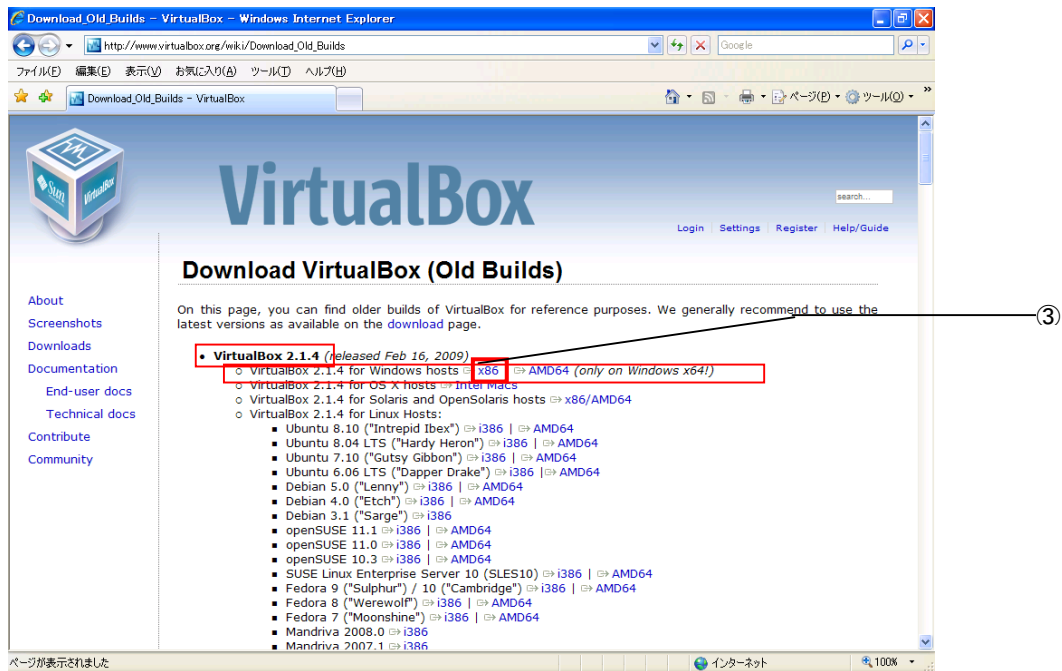 Download_Old_Builds - VirtualBox - Windows Internet Explorer
http://www.virtualbox.org/wiki/Download_Old_Builds
Google
ファイル(F) 編集(E) 表示(V) お気に入り(A) ツール(T) ヘルプ(H)
Download_Old_Builds - VirtualBox
ページ(P) ツール(O) »
Sun
VirtualBox
VirtualBox
search...
Login Settings Register Help/Guide
Download VirtualBox (Old Builds)
About
Screenshots
Downloads
Documentation
End-user docs
Technical docs
Contribute
Community
On this page, you can find older builds of VirtualBox for reference purposes. We generally recommend to use the
latest versions as available on the download page.
③
• VirtualBox 2.1.4 (released Feb 16, 2009)
VirtualBox 2.1.4 for Windows hosts x86 | AMD64 (only on Windows x64!)
VirtualBox 2.1.4 for OS X hosts Intel Macs
VirtualBox 2.1.4 for Solaris and OpenSolaris hosts x86/AMD64
VirtualBox 2.1.4 for Linux Hosts:
Ubuntu 8.10 ("Intrepid Ibex") i386 | AMD64
Ubuntu 8.04 LTS ("Hardy Heron") i386 | AMD64
Ubuntu 7.10 ("Gutsy Gibbon") i386 | AMD64
Ubuntu 6.06 LTS ("Dapper Drake") i386 | AMD64
Debian 5.0 ("Lenny") i386 | AMD64
Debian 4.0 ("Etch") i386 | AMD64
Debian 3.1 ("Sarge") i386
openSUSE 11.1 i386 | AMD64
openSUSE 11.0 i386 | AMD64
openSUSE 10.3 i386 | AMD64
SUSE Linux Enterprise Server 10 (SLES10) i386 | AMD64
Fedora 9 ("Sulphur") / 10 ("Cambridge") i386 | AMD64
Fedora 8 ("Werewolf") i386 | AMD64
Fedora 7 ("Moonshine") i386 | AMD64
Mandriva 2008.0 i386
Mandriva 2007.1 i386
ページが表示されました
インターネット
100%